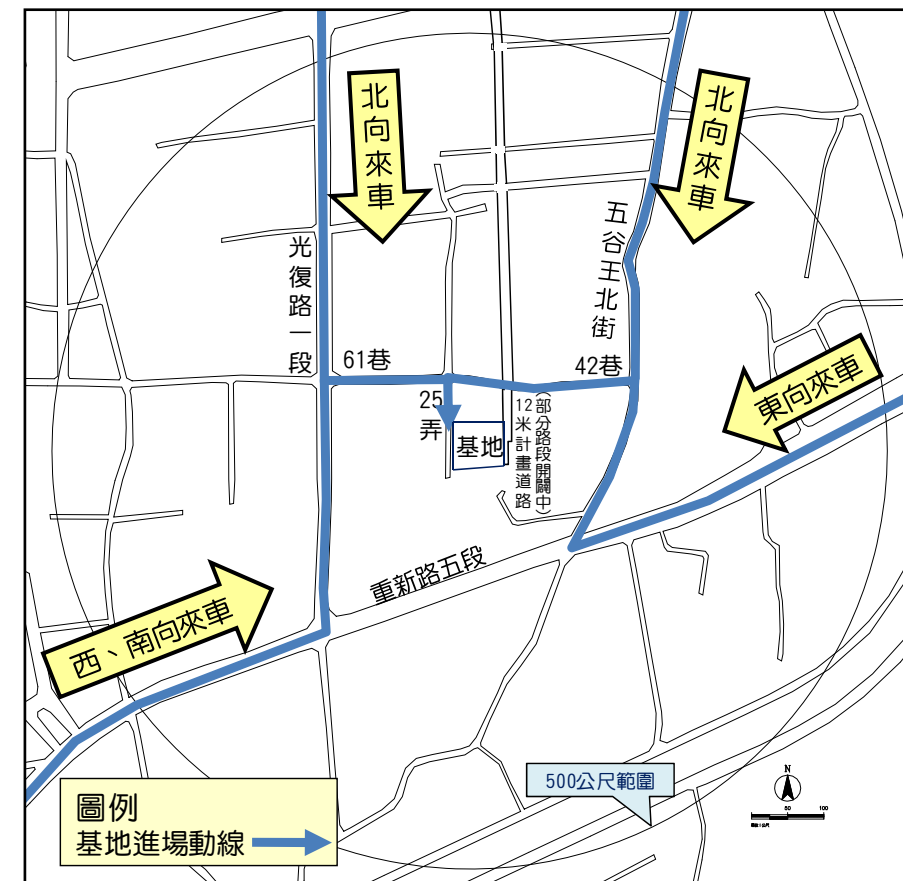 北向來車
北向來車
光復路一段
五谷王北街
61巷
42巷
東向來車
25弄
基地
12米計畫道路
(部分路段開闢中)
重新路五段
西、南向來車
500公尺範圍
N
50
100
圖例
基地進場動線